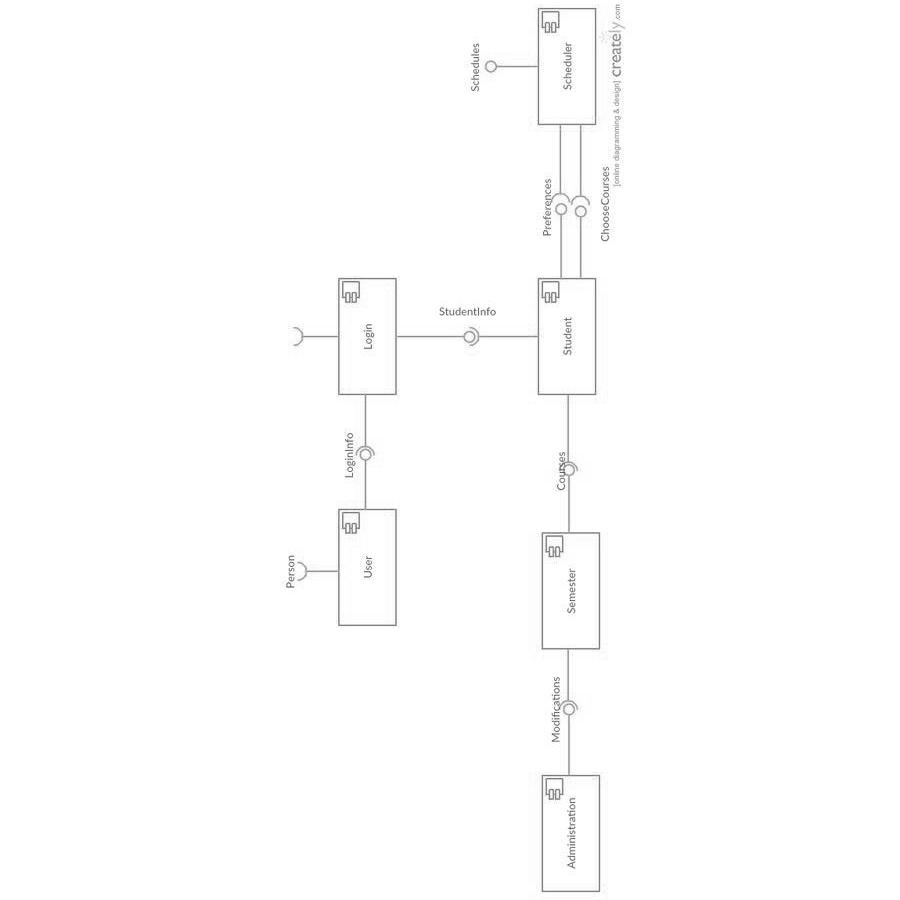 Person
User
LoginInfo
Login
Administration
Modifications
Semester
Courses
StudentInfo
Student
Preferences
ChooseCourses
Schedules
Scheduler
[online diagramming & design] creately.com